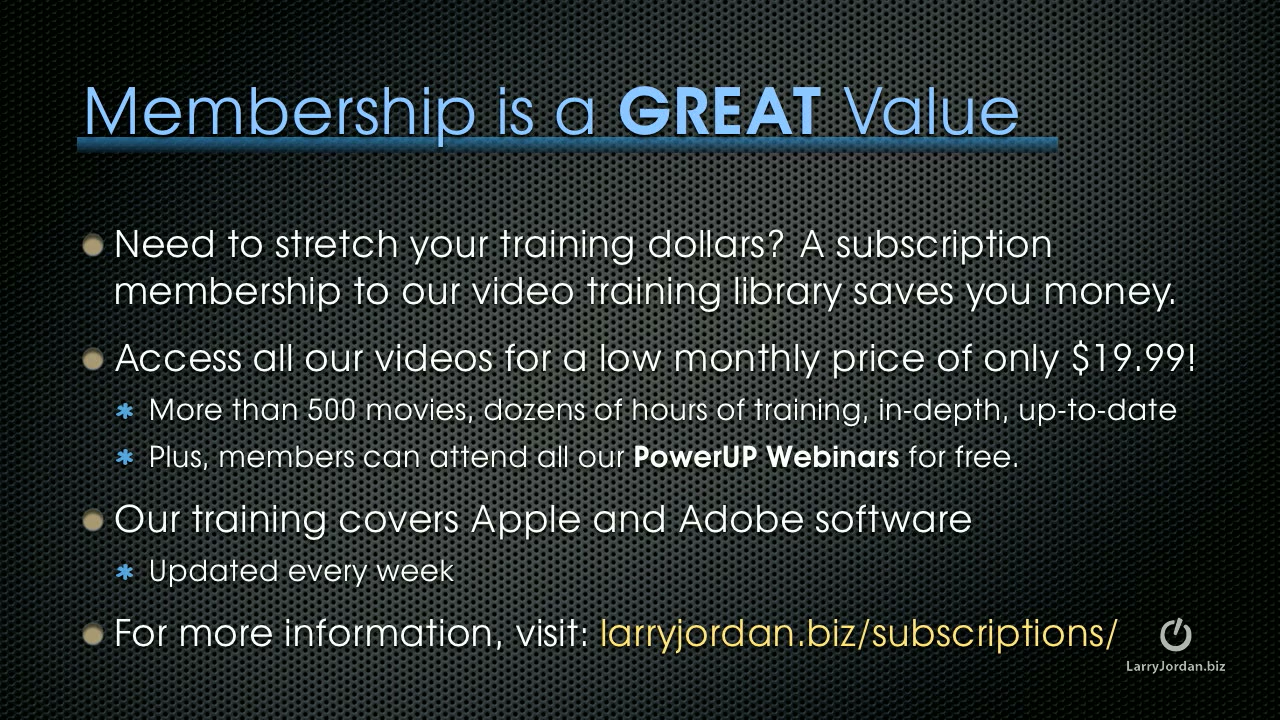 Membership is a GREAT Value
Need to stretch your training dollars? A subscription
membership to our video training library saves you money.
Access all our videos for a low monthly price of only $19.99!
More than 500 movies, dozens of hours of training, in-depth, up-to-date
Plus, members can attend all our PowerUP Webinars for free.
Our training covers Apple and Adobe software
Updated every week
For more information, visit: larryjordan.biz/subscriptions/
LarryJordan.biz